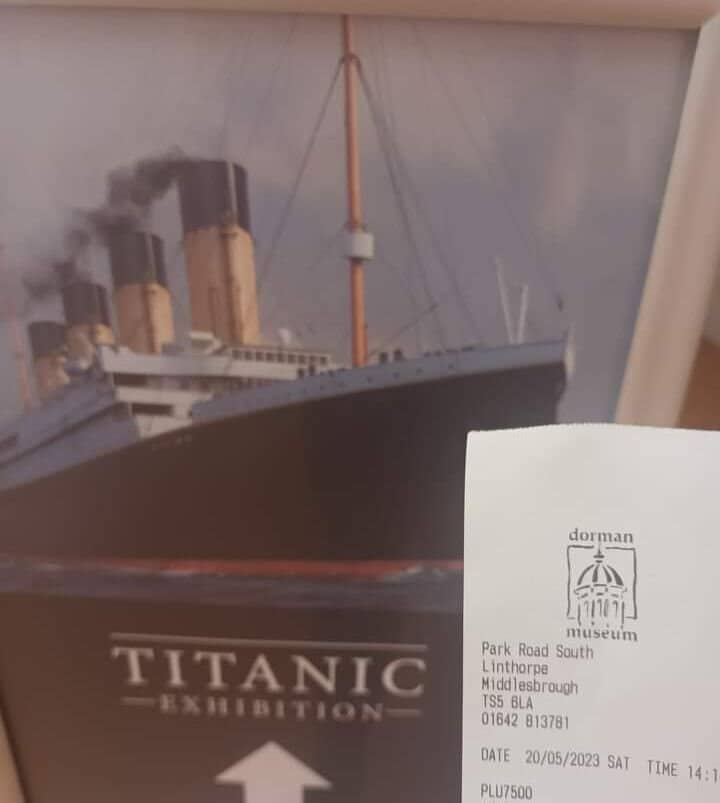 TITANIC
EXHIBITION
dorman
museum
Park Road South
Linthorpe
Middlesbrough
TS5 6LA
01642 813781
DATE 20/05/2023 SAT TIME 14:1
PLU7500